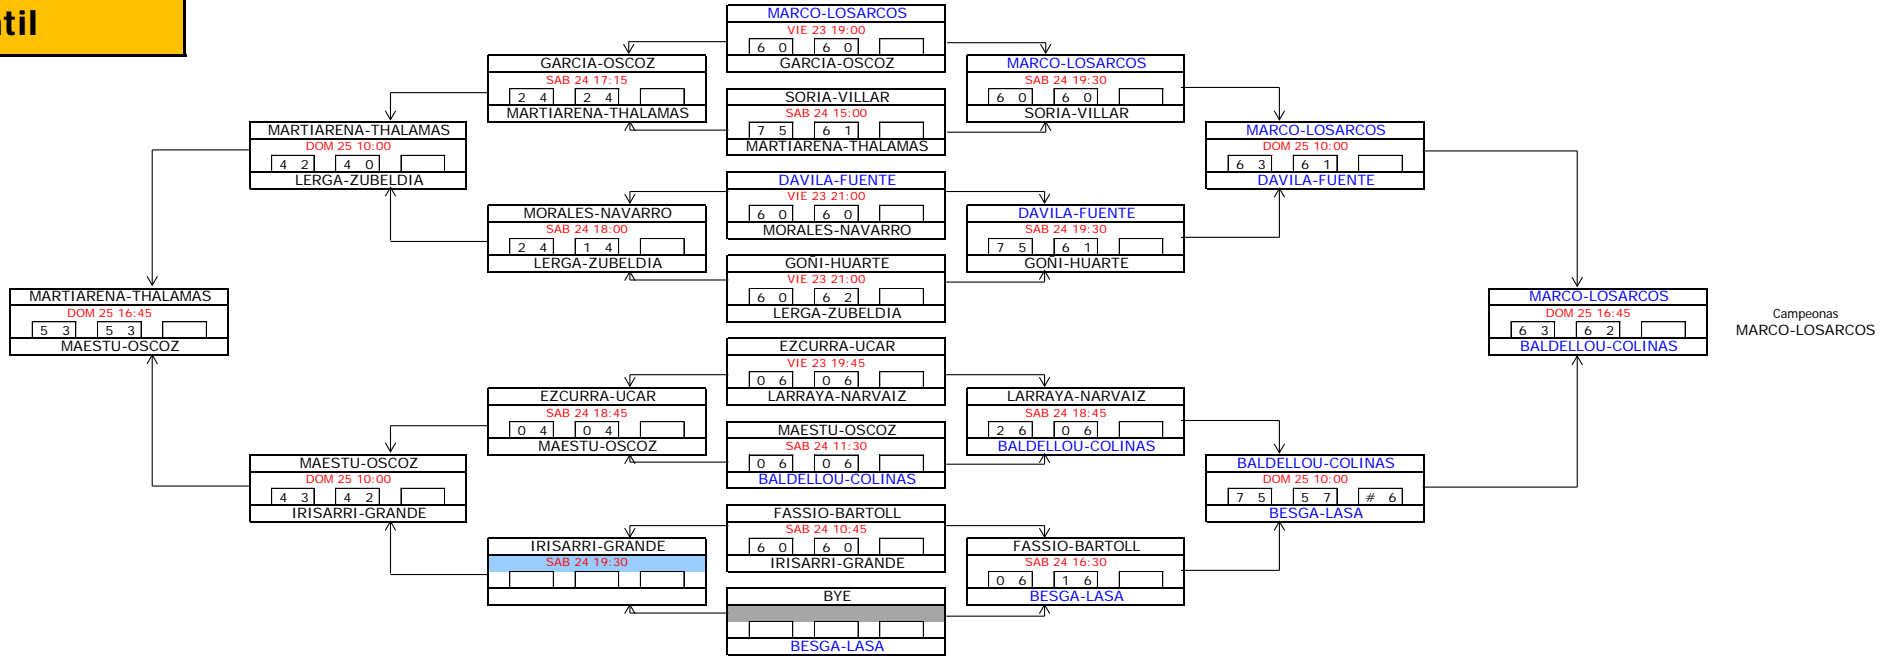 til
MARCO-LOSARCOS
VIE 23 19:00
6 0 6 0
GARCIA-OSCOZ
SORIA-VILLAR
SAB 24 15:00
7 5 6 1
MARTIARENA-THALAMAS
DAVILA-FUENTE
VIE 23 21:00
6 0 6 0
MORALES-NAVARRO
GOÑI-HUARTE
VIE 23 21:00
6 0 6 2
LERGA-ZUBELDIA
EZCURRA-UCAR
VIE 23 19:45
0 6 0 6
LARRAYA-NARVAIZ
MAESTU-OSCOZ
SAB 24 11:30
0 6 0 6
BALDELLOU-COLINAS
FASSIO-BARTOLL
SAB 24 10:45
6 0 6 0
IRISARRI-GRANDE
BYE
BESGA-LASA
GARCIA-OSCOZ
SAB 24 17:15
2 4 2 4
MARTIARENA-THALAMAS
MORALES-NAVARRO
SAB 24 18:00
2 4 1 4
LERGA-ZUBELDIA
EZCURRA-UCAR
SAB 24 18:45
0 4 0 4
MAESTU-OSCOZ
IRISARRI-GRANDE
SAB 24 19:30
MARTIARENA-THALAMAS
DOM 25 10:00
4 2 4 0
LERGA-ZUBELDIA
MAESTU-OSCOZ
DOM 25 10:00
4 3 4 2
IRISARRI-GRANDE
MARTIARENA-THALAMAS
DOM 25 16:45
5 3 5 3
MAESTU-OSCOZ
MARCO-LOSARCOS
SAB 24 19:30
6 0 6 0
SORIA-VILLAR
DAVILA-FUENTE
SAB 24 19:30
7 5 6 1
GOÑI-HUARTE
LARRAYA-NARVAIZ
SAB 24 18:45
2 6 0 6
BALDELLOU-COLINAS
FASSIO-BARTOLL
SAB 24 16:30
0 6 1 6
BESGA-LASA
MARCO-LOSARCOS
DOM 25 10:00
6 3 6 1
DAVILA-FUENTE
BALDELLOU-COLINAS
DOM 25 10:00
7 5 5 7 # 6
BESGA-LASA
MARCO-LOSARCOS
DOM 25 16:45
6 3 6 2
BALDELLOU-COLINAS
Campeonas
MARCO-LOSARCOS